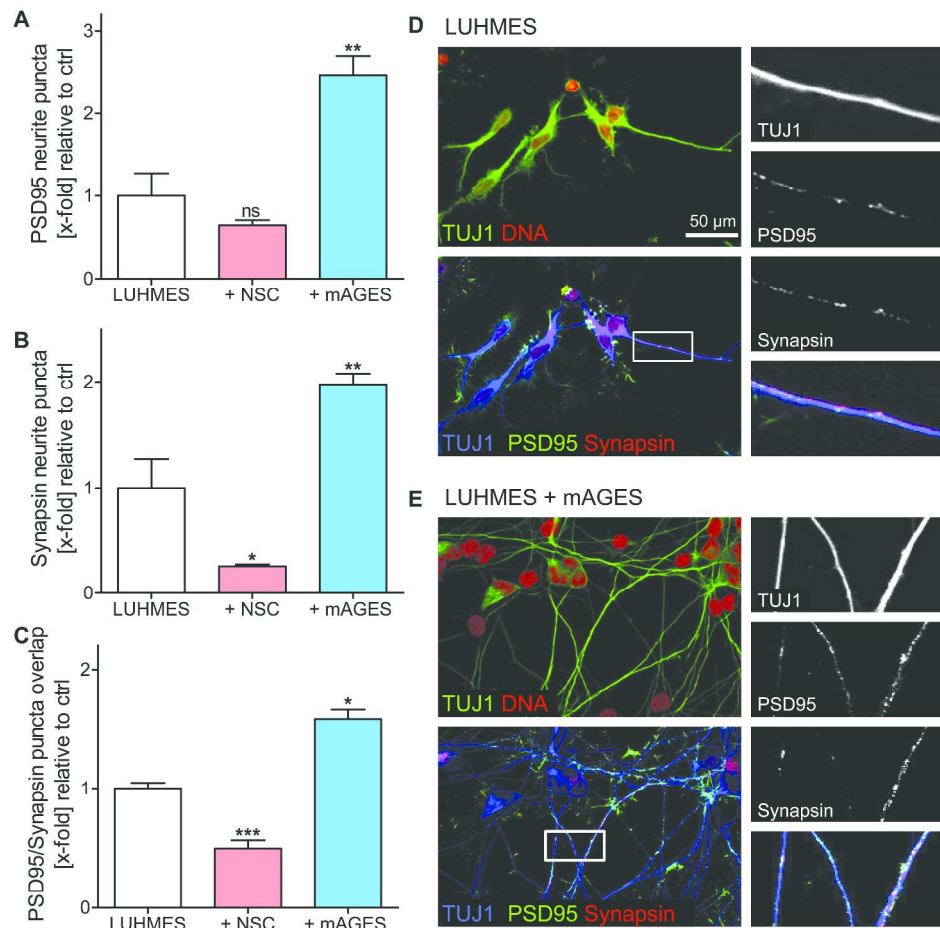 A
PSD95 neurite puncta
[x-fold] relative to ctrl
3
2
1
0
ns
**
LUHMES
+ NSC
+ mAGES
B
Synapsin neurite puncta
[x-fold] relative to ctrl
2
1
0
*
**
LUHMES
+ NSC
+ mAGES
C
PSD95/Synapsin puncta overlap
[x-fold] relative to ctrl
1
0
***
*
LUHMES
+ NSC
+ mAGES
D LUHMES
TUJ1 DNA
50 µm
TUJ1 PSD95 Synapsin
TUJ1
PSD95
Synapsin
E LUHMES + mAGES
TUJ1 DNA
TUJ1 PSD95 Synapsin
TUJ1
PSD95
Synapsin